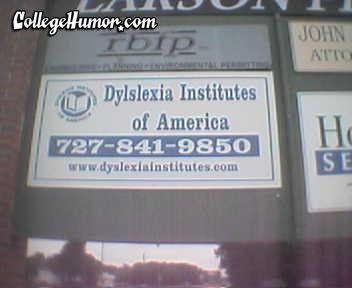 CollegeHumor.com
LARSON
rbip
ENGINEERING • PLANNING • ENVIRONMENTAL PERMITTING
JOHN
ATTO
Dyslexia Institutes
of America
727-841-9850
www.dyslexiainstitutes.com
Ho
SE